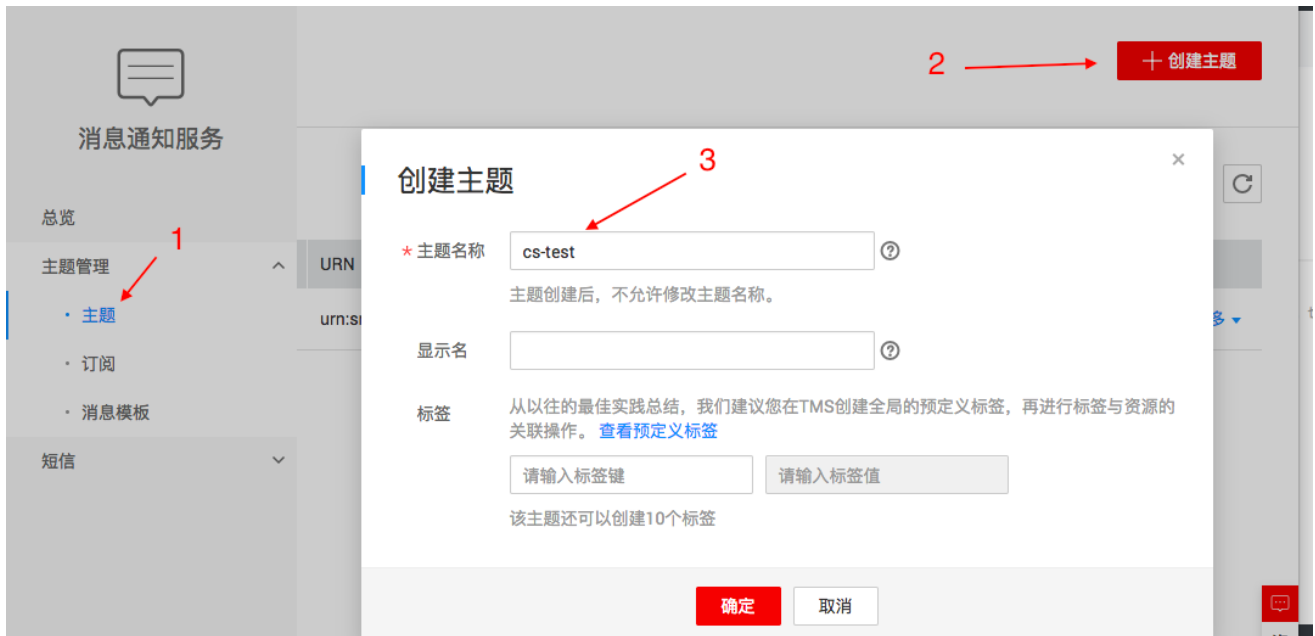 2
创建主题
消息通知服务
3
创建主题
总览
1
* 主题名称
cs-test
主题管理
URN
主题创建后，不允许修改主题名称。
主题
urn:s
多
显示名
订阅
标签
从以往的最佳实践总结，我们建议您在TMS创建全局的预定义标签，再进行标签与资源的
关联操作。 查看预定义标签
消息模板
短信
请输入标签键
请输入标签值
该主题还可以创建10个标签
确定
取消